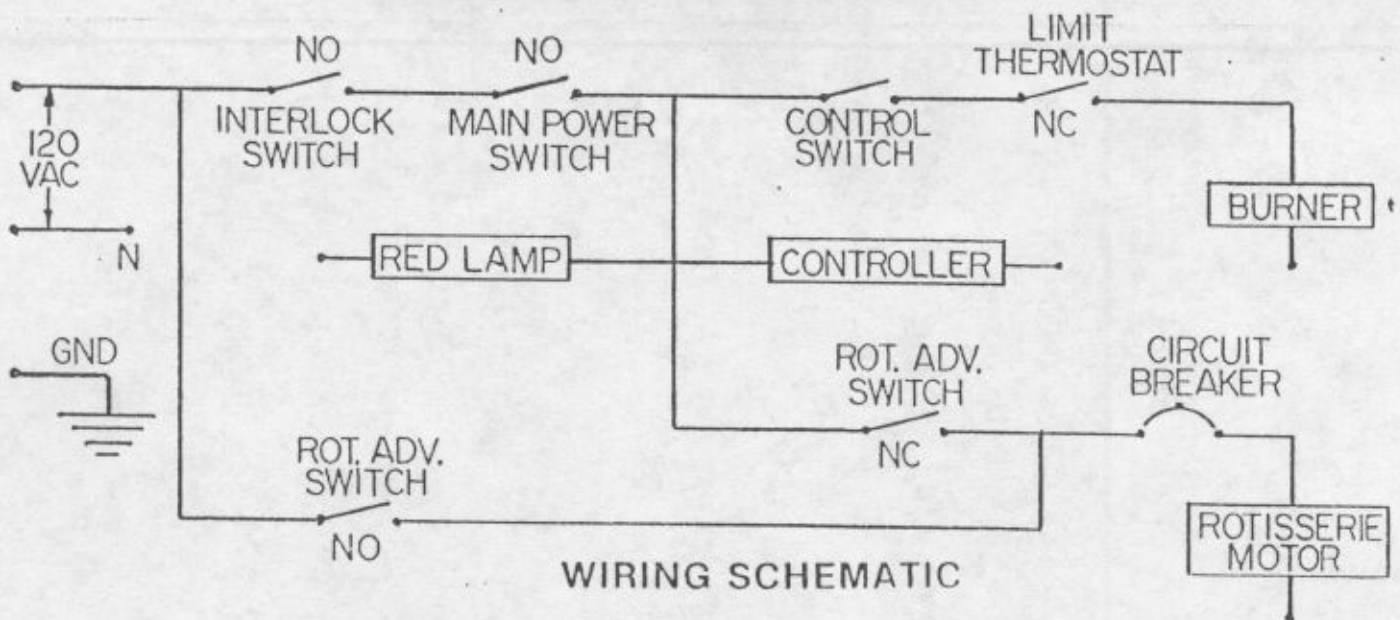 NO
NO
LIMIT
THERMOSTAT
120
VAC
INTERLOCK
SWITCH
MAIN POWER
SWITCH
CONTROL
SWITCH
NC
BURNER
N
RED LAMP
CONTROLLER
GND
ROT. ADV.
SWITCH
NC
CIRCUIT
BREAKER
ROT. ADV.
SWITCH
NO
ROTISSERIE
MOTOR
WIRING SCHEMATIC